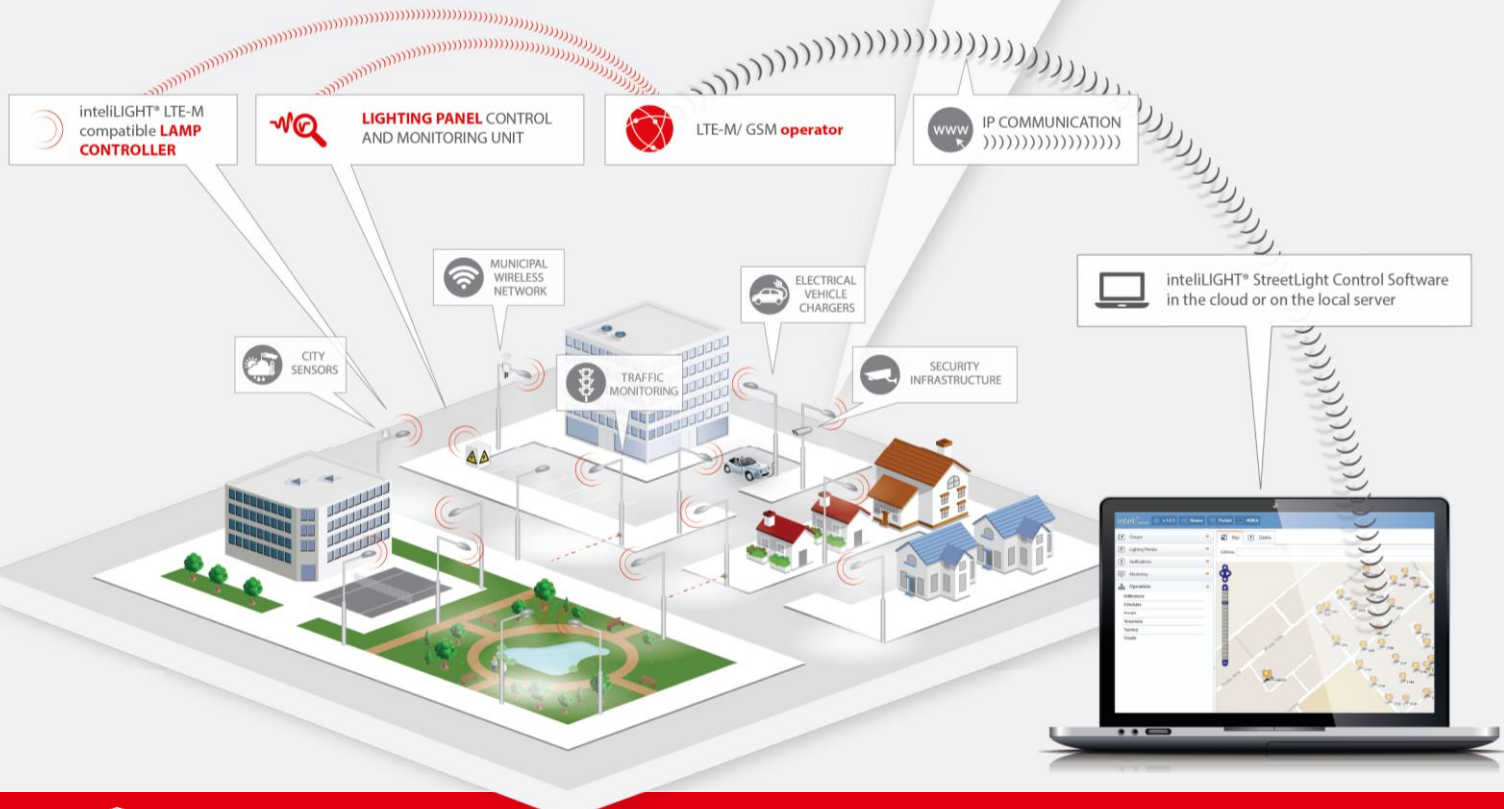 inteliLIGHT® LTE-M
compatible LAMP
CONTROLLER
LIGHTING PANEL CONTROL
AND MONITORING UNIT
LTE-M/ GSM operator
www
IP COMMUNICATION
))))))))))))))))))
MUNICIPAL
WIRELESS
NETWORK
ELECTRICAL
VEHICLE
CHARGERS
inteliLIGHT® StreetLight Control Software
in the cloud or on the local server
CITY
SENSORS
TRAFFIC
MONITORING
SECURITY
INFRASTRUCTURE
Groups
Lighting Panels
Notifications
Monitoring
Operations
Map
Details